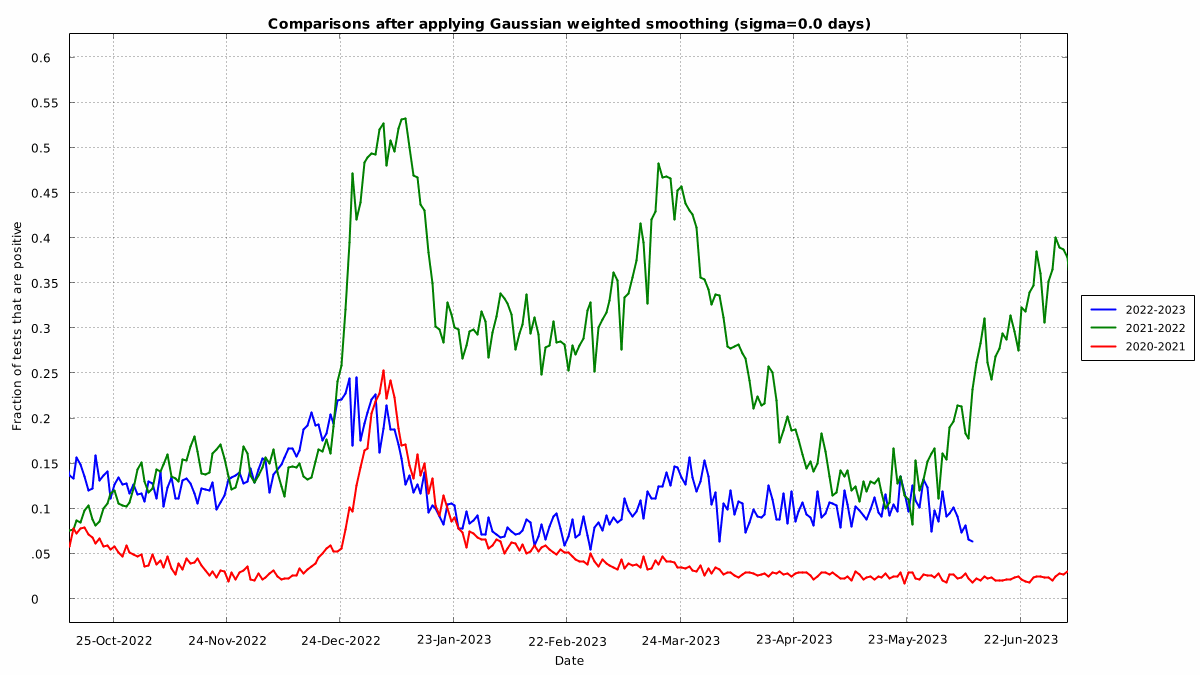 Comparisons after applying Gaussian weighted smoothing (sigma=0.0 days)
0.6
0.55
0.5
0.45
0.4
0.35
0.3
0.25
0.2
0.15
0.1
.05
0
Fraction of tests that are positive
25-Oct-2022
24-Nov-2022
24-Dec-2022
23-Jan-2023
22-Feb-2023
24-Mar-2023
23-Apr-2023
23-May-2023
22-Jun-2023
Date
2022-2023
2021-2022
2020-2021